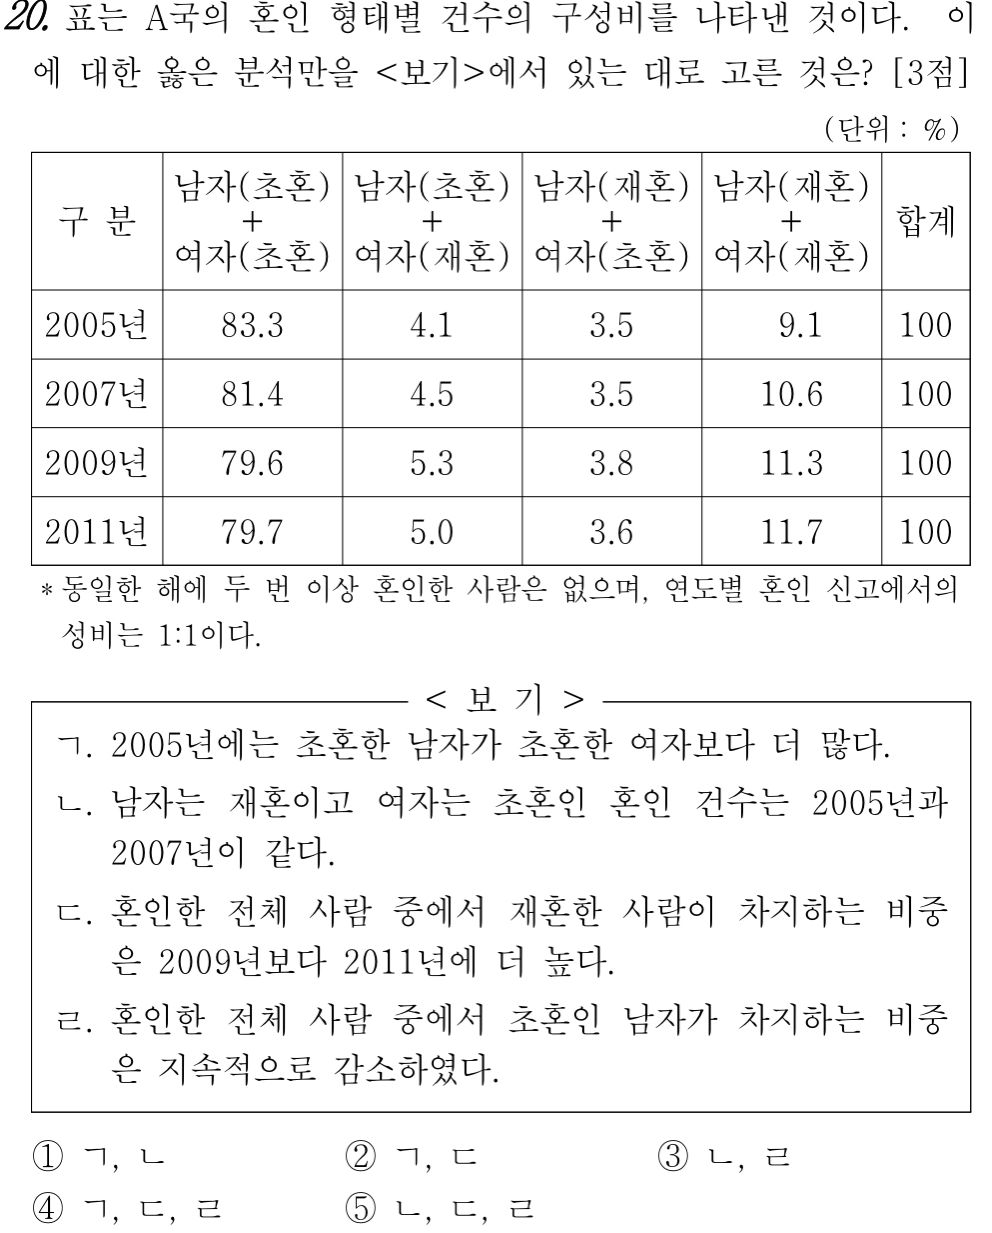 20. 표는 A국의 혼인 형태별 건수의 구성비를 나타낸 것이다. 이
에 대한 옳은 분석만을 <보기>에서 있는 대로 고른 것은? [3점]
(단위 : %)
구 분 남자(초혼) + 여자(초혼) 남자(초혼) + 여자(재혼) 남자(재혼) + 여자(초혼) 남자(재혼) + 여자(재혼) 합계
2005년 83.3 4.1 3.5 9.1 100
2007년 81.4 4.5 3.5 10.6 100
2009년 79.6 5.3 3.8 11.3 100
2011년 79.7 5.0 3.6 11.7 100
* 동일한 해에 두 번 이상 혼인한 사람은 없으며, 연도별 혼인 신고에서의
성비는 1:1이다.
< 보 기 >
ㄱ. 2005년에는 초혼한 남자가 초혼한 여자보다 더 많다.
ㄴ. 남자는 재혼이고 여자는 초혼인 혼인 건수는 2005년과
2007년이 같다.
ㄷ. 혼인한 전체 사람 중에서 재혼한 사람이 차지하는 비중
은 2009년보다 2011년에 더 높다.
ㄹ. 혼인한 전체 사람 중에서 초혼인 남자가 차지하는 비중
은 지속적으로 감소하였다.
① ㄱ, ㄴ ② ㄱ, ㄷ ③ ㄴ, ㄹ
④ ㄱ, ㄷ, ㄹ ⑤ ㄴ, ㄷ, ㄹ